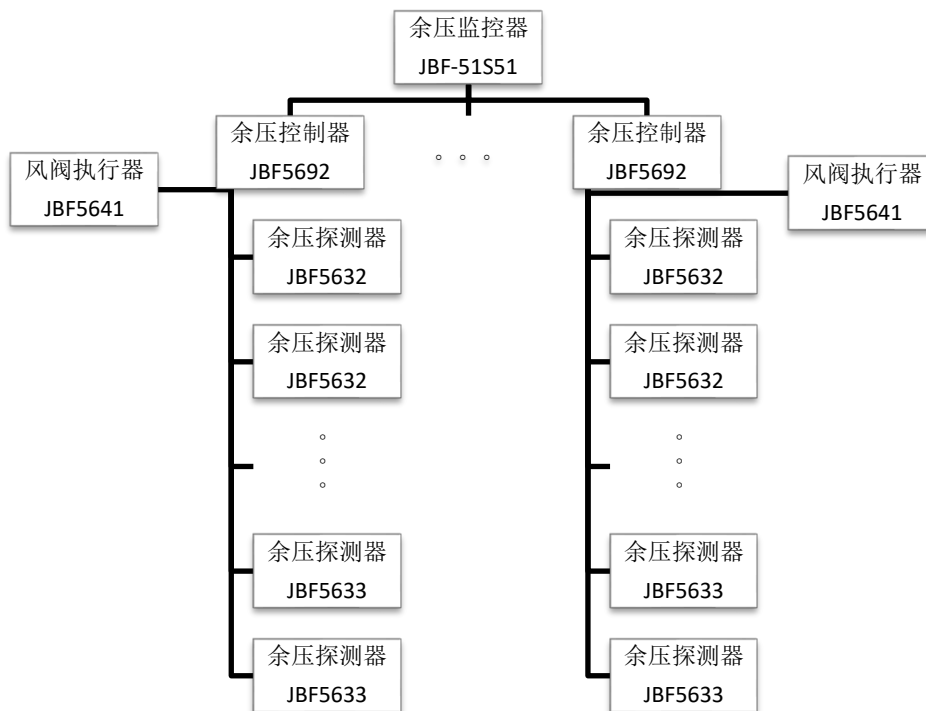 余压监控器
JBF-51S51
余压控制器
JBF5692
。。。
余压控制器
JBF5692
风阀执行器
JBF5641
风阀执行器
JBF5641
余压探测器
JBF5632
余压探测器
JBF5632
。
。
。
余压探测器
JBF5633
余压探测器
JBF5633
余压探测器
JBF5632
余压探测器
JBF5632
。
。
。
余压探测器
JBF5633
余压探测器
JBF5633